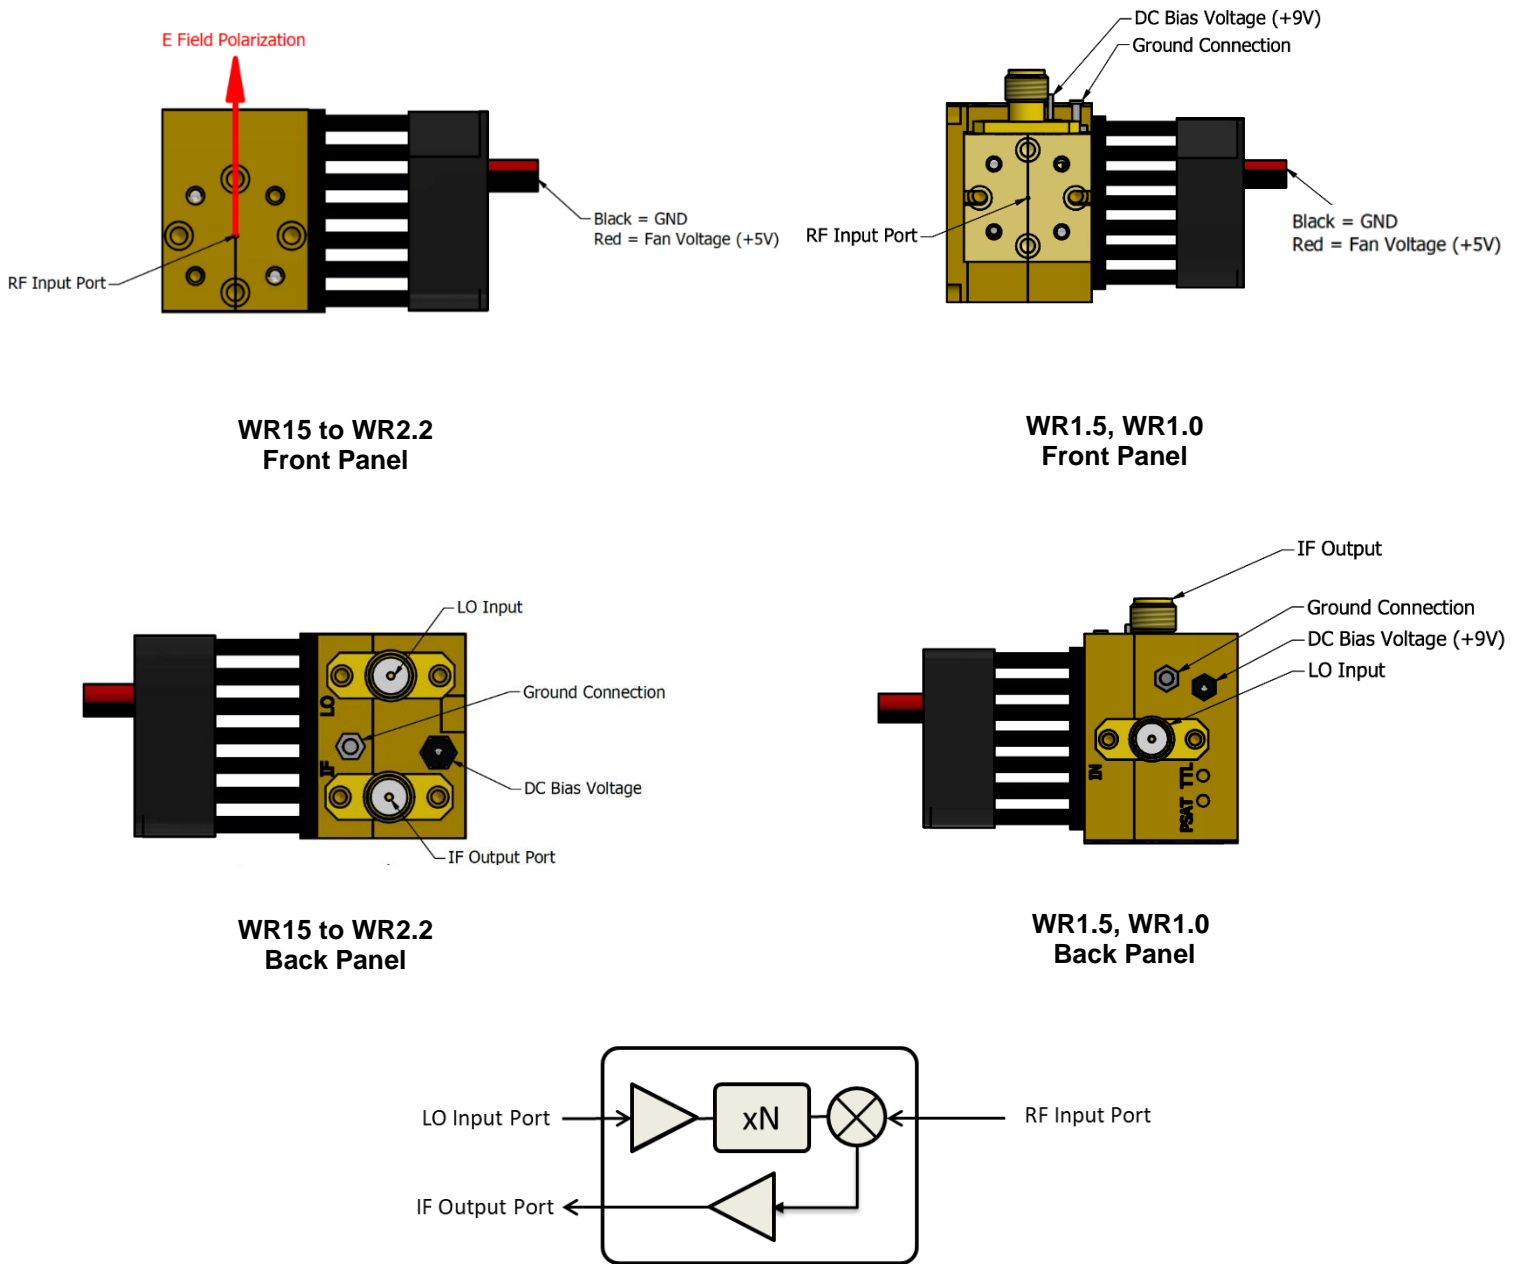 E Field Polarization
RF Input Port
Black = GND
Red = Fan Voltage (+5V)
WR15 to WR2.2
Front Panel
DC Bias Voltage (+9V)
Ground Connection
RF Input Port
Black = GND
Red = Fan Voltage (+5V)
WR1.5, WR1.0
Front Panel
LO Input
LO
Ground Connection
IF
DC Bias Voltage
IF Output Port
WR15 to WR2.2
Back Panel
IF Output
Ground Connection
DC Bias Voltage (+9V)
LO Input
IN
PSAT TTL
WR1.5, WR1.0
Back Panel
LO Input Port
xN
RF Input Port
IF Output Port